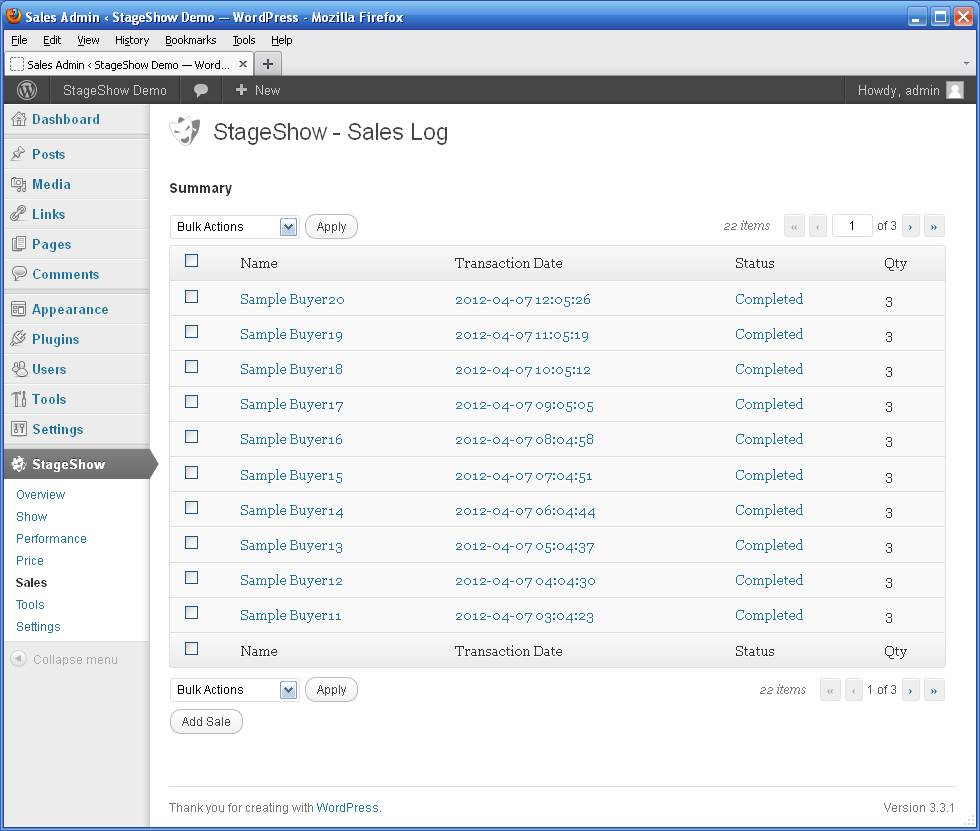 Sales Admin ‹ StageShow Demo — WordPress - Mozilla Firefox
File Edit View History Bookmarks Tools Help
Sales Admin ‹ StageShow Demo — Word...
StageShow Demo + New Howdy, admin
Dashboard
Posts
Media
Links
Pages
Comments
Appearance
Plugins
Users
Tools
Settings
StageShow
Overview
Show
Performance
Price
Sales
Tools
Settings
Collapse menu
StageShow - Sales Log
Summary
Bulk Actions Apply 22 items « ‹ 1 of 3 › »
Name Transaction Date Status Qty
Sample Buyer20 2012-04-07 12:05:26 Completed 3
Sample Buyer19 2012-04-07 11:05:19 Completed 3
Sample Buyer18 2012-04-07 10:05:12 Completed 3
Sample Buyer17 2012-04-07 09:05:05 Completed 3
Sample Buyer16 2012-04-07 08:04:58 Completed 3
Sample Buyer15 2012-04-07 07:04:51 Completed 3
Sample Buyer14 2012-04-07 06:04:44 Completed 3
Sample Buyer13 2012-04-07 05:04:37 Completed 3
Sample Buyer12 2012-04-07 04:04:30 Completed 3
Sample Buyer11 2012-04-07 03:04:23 Completed 3
Name Transaction Date Status Qty
Bulk Actions Apply 22 items « ‹ 1 of 3 › »
Add Sale
Thank you for creating with WordPress. Version 3.3.1